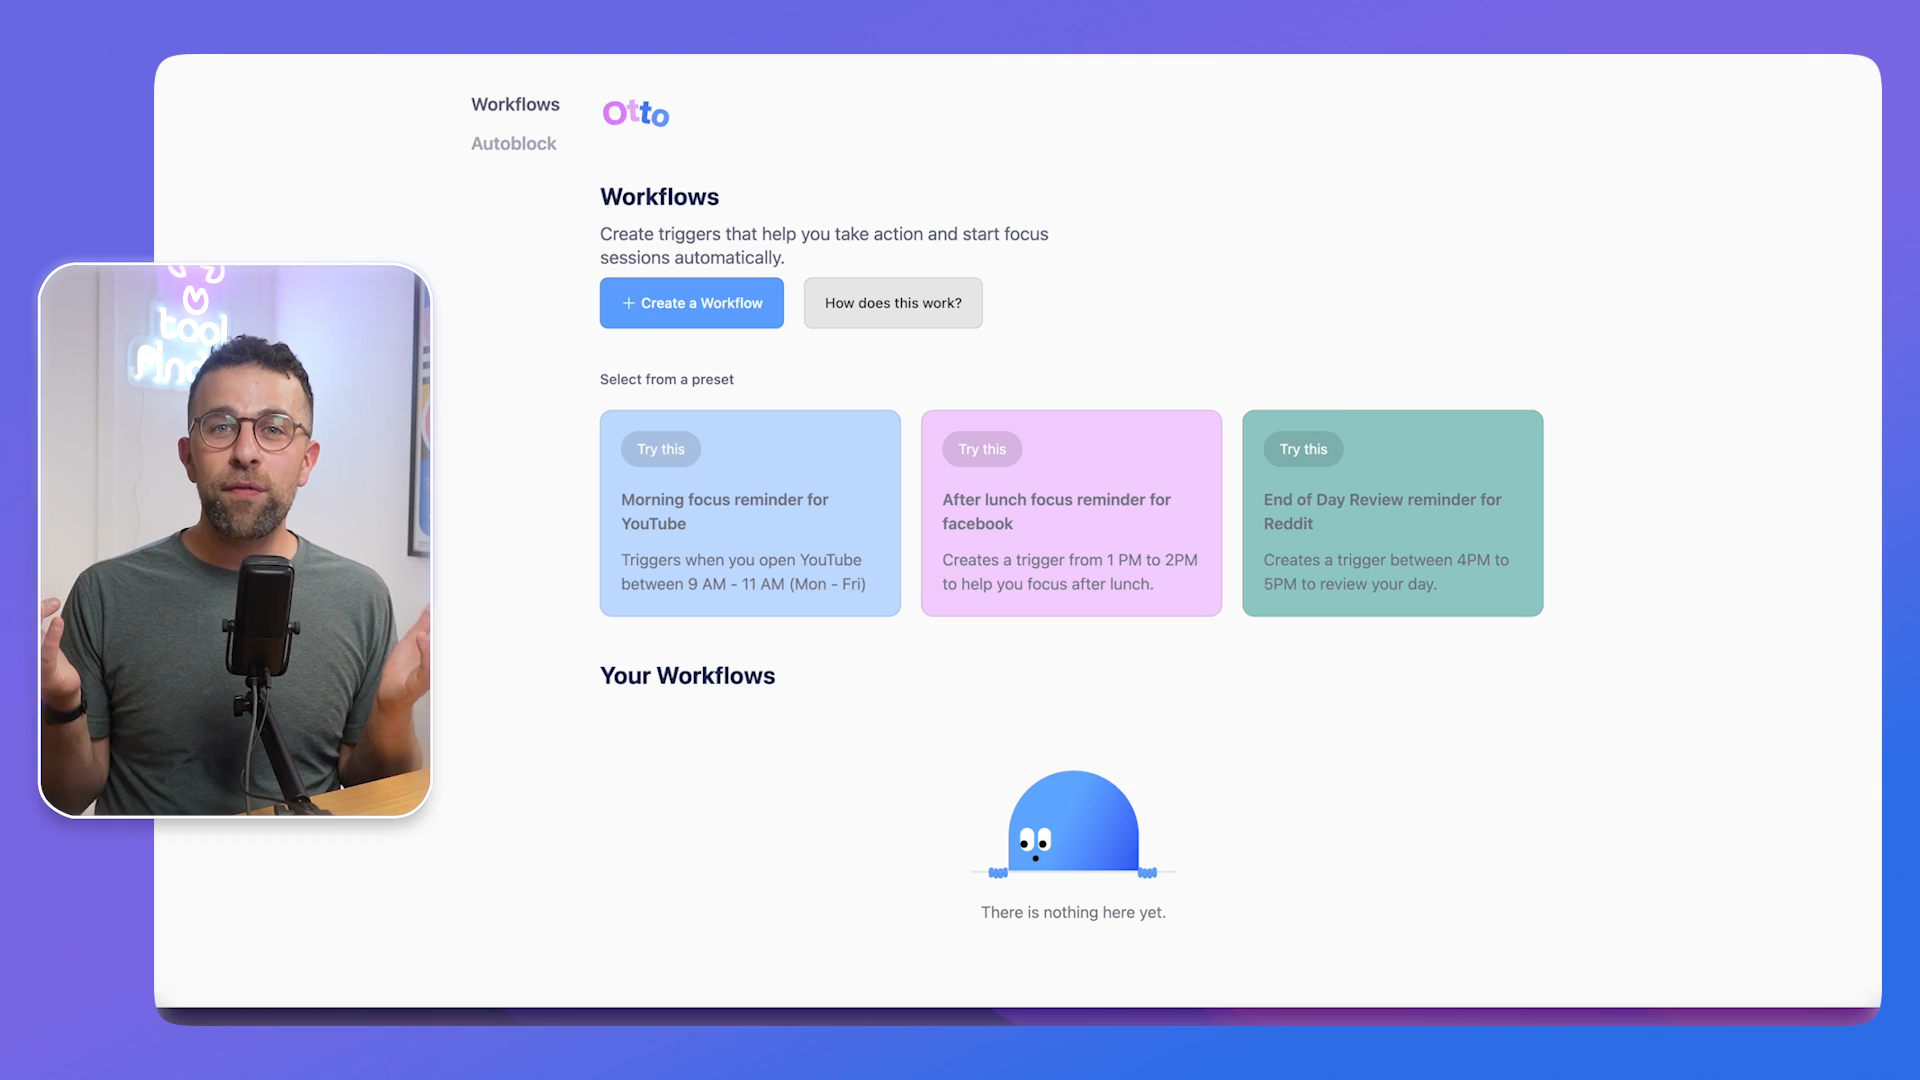 Workflows
Autoblock
Otto
Workflows
Create triggers that help you take action and start focus
sessions automatically.
+ Create a Workflow
How does this work?
Select from a preset
Try this
Morning focus reminder for
YouTube
Triggers when you open YouTube
between 9 AM - 11 AM (Mon - Fri)
Try this
After lunch focus reminder for
facebook
Creates a trigger from 1 PM to 2PM
to help you focus after lunch.
Try this
End of Day Review reminder for
Reddit
Creates a trigger between 4PM to
5PM to review your day.
Your Workflows
There is nothing here yet.
tool